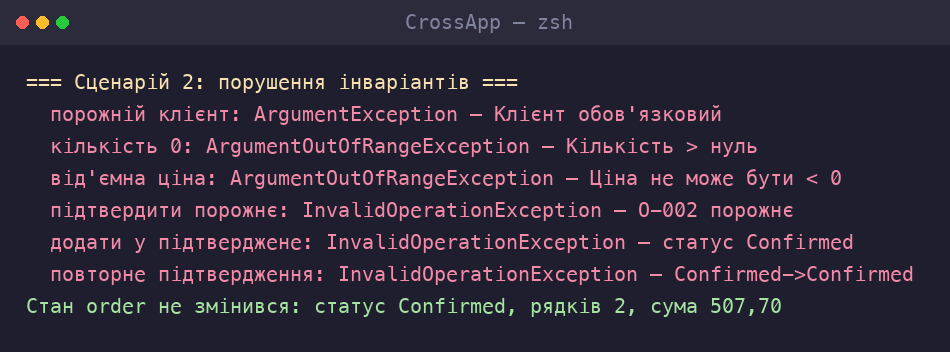 CrossApp — zsh
=== Сценарій 2: порушення інваріантів ===
порожній клієнт: ArgumentException — Клієнт обов'язковий
кількість 0: ArgumentOutOfRangeException — Кількість > нуль
від'ємна ціна: ArgumentOutOfRangeException — Ціна не може бути < 0
підтвердити порожнє: InvalidOperationException — O—002 порожнє
додати у підтверджене: InvalidOperationException — статус Confirmed
повторне підтвердження: InvalidOperationException — Confirmed—>Confirmed
Стан order не змінився: статус Confirmed, рядків 2, сума 507,70